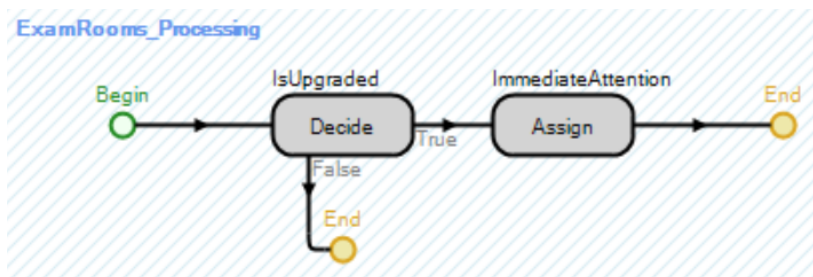 ExamRooms_Processing
IsUpgraded
ImmediateAttention
Begin
End
Decide
Assign
True
False
End